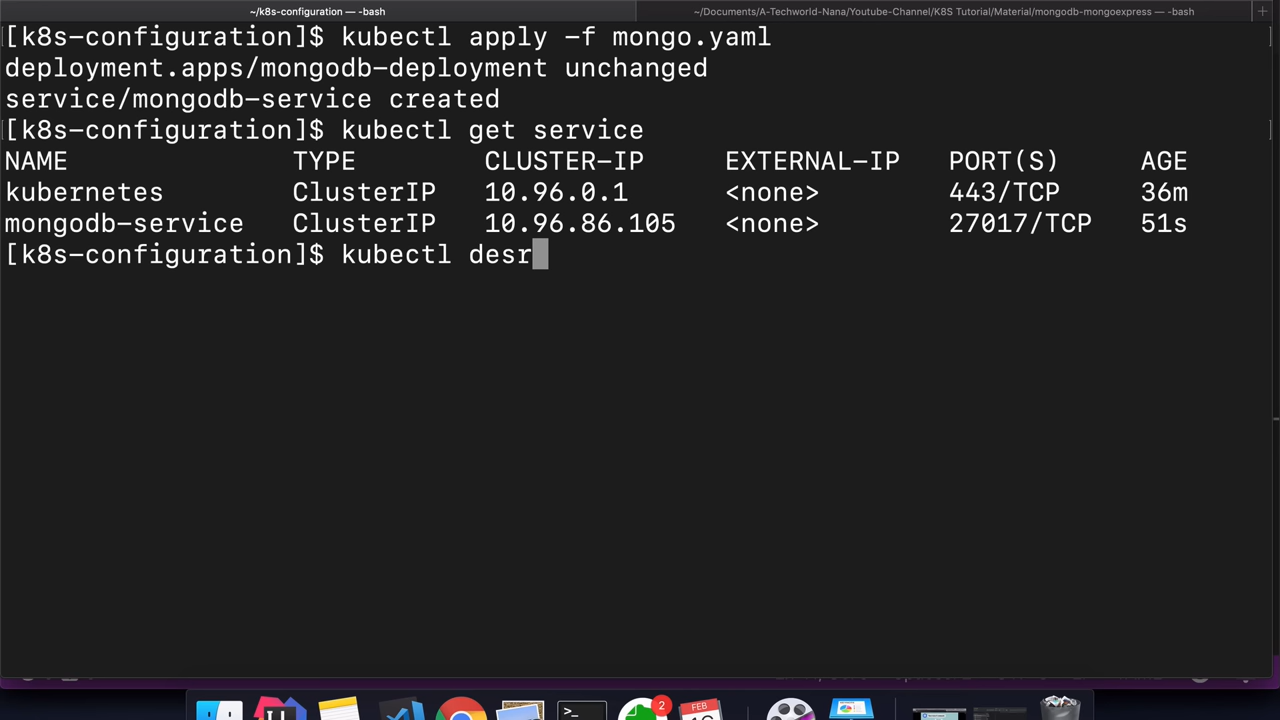 ~/k8s-configuration — -bash
~/Documents/A-Techworld-Nana/Youtube-Channel/K8S Tutorial/Material/mongodb-mongoexpress — -bash
[k8s-configuration]$ kubectl apply -f mongo.yaml
deployment.apps/mongodb-deployment unchanged
service/mongodb-service created
[k8s-configuration]$ kubectl get service
NAME TYPE CLUSTER-IP EXTERNAL-IP PORT(S) AGE
kubernetes ClusterIP 10.96.0.1 <none> 443/TCP 36m
mongodb-service ClusterIP 10.96.86.105 <none> 27017/TCP 51s
[k8s-configuration]$ kubectl desr
2
FEB